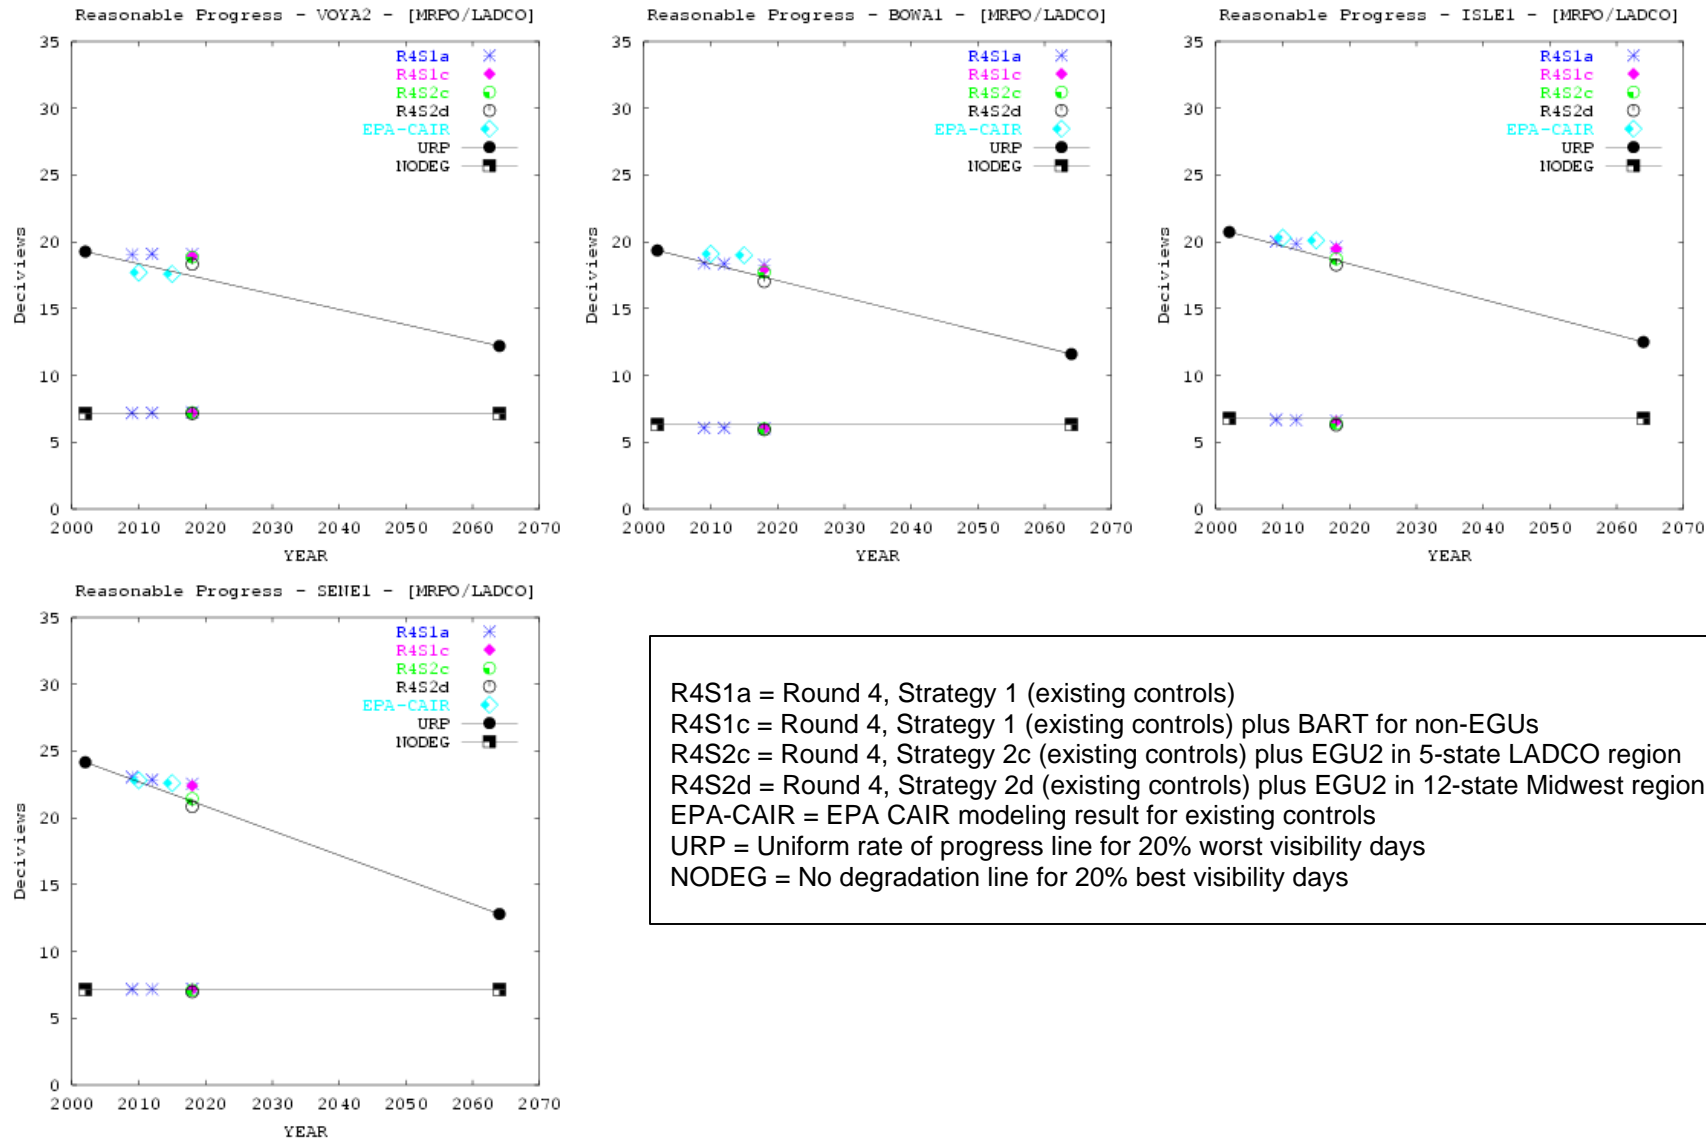 Reasonable Progress - VOYA2 - [MRPO/LADCO]
35
30
25
20
15
10
5
0
Deciviews
R4S1a
R4S1c
R4S2c
R4S2d
EPA-CAIR
URP
NODEG
2000 2010 2020 2030 2040 2050 2060 2070
YEAR
Reasonable Progress - BOWA1 - [MRPO/LADCO]
35
30
25
20
15
10
5
0
Deciviews
R4S1a
R4S1c
R4S2c
R4S2d
EPA-CAIR
URP
NODEG
2000 2010 2020 2030 2040 2050 2060 2070
YEAR
Reasonable Progress - ISLE1 - [MRPO/LADCO]
35
30
25
20
15
10
5
0
Deciviews
R4S1a
R4S1c
R4S2c
R4S2d
EPA-CAIR
URP
NODEG
2000 2010 2020 2030 2040 2050 2060 2070
YEAR
Reasonable Progress - SENE1 - [MRPO/LADCO]
35
30
25
20
15
10
5
0
Deciviews
R4S1a
R4S1c
R4S2c
R4S2d
EPA-CAIR
URP
NODEG
2000 2010 2020 2030 2040 2050 2060 2070
YEAR
R4S1a = Round 4, Strategy 1 (existing controls)
R4S1c = Round 4, Strategy 1 (existing controls) plus BART for non-EGUs
R4S2c = Round 4, Strategy 2c (existing controls) plus EGU2 in 5-state LADCO region
R4S2d = Round 4, Strategy 2d (existing controls) plus EGU2 in 12-state Midwest region
EPA-CAIR = EPA CAIR modeling result for existing controls
URP = Uniform rate of progress line for 20% worst visibility days
NODEG = No degradation line for 20% best visibility days